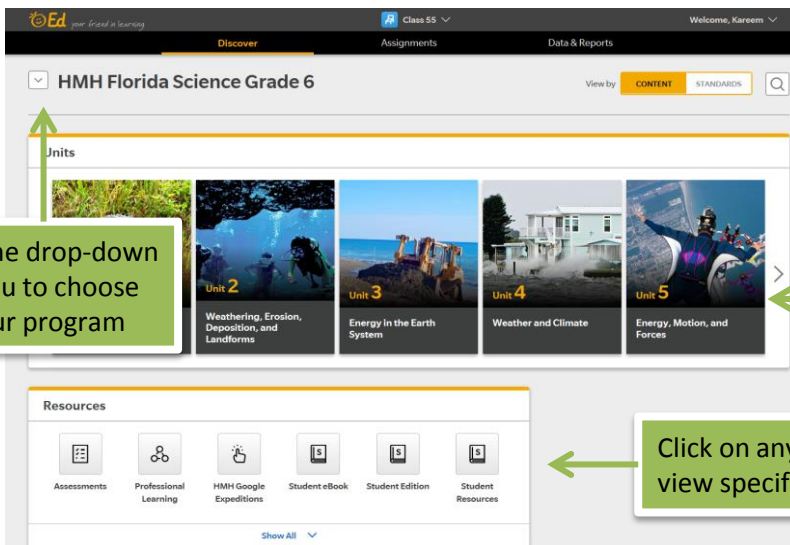 Ed your friend in learning
Class 55
Welcome, Kareem
Discover
Assignments
Data & Reports
HMH Florida Science Grade 6
View by
CONTENT
STANDARDS
Units
drop-down
to choose
program
Unit 2
Weathering, Erosion,
Deposition, and
Landforms
Unit 3
Energy in the Earth
System
Unit 4
Weather and Climate
Unit 5
Energy, Motion, and
Forces
Resources
Assessments
Professional
Learning
HMH Google
Expeditions
Student eBook
Student Edition
Student
Resources
Show All
Click on any
view